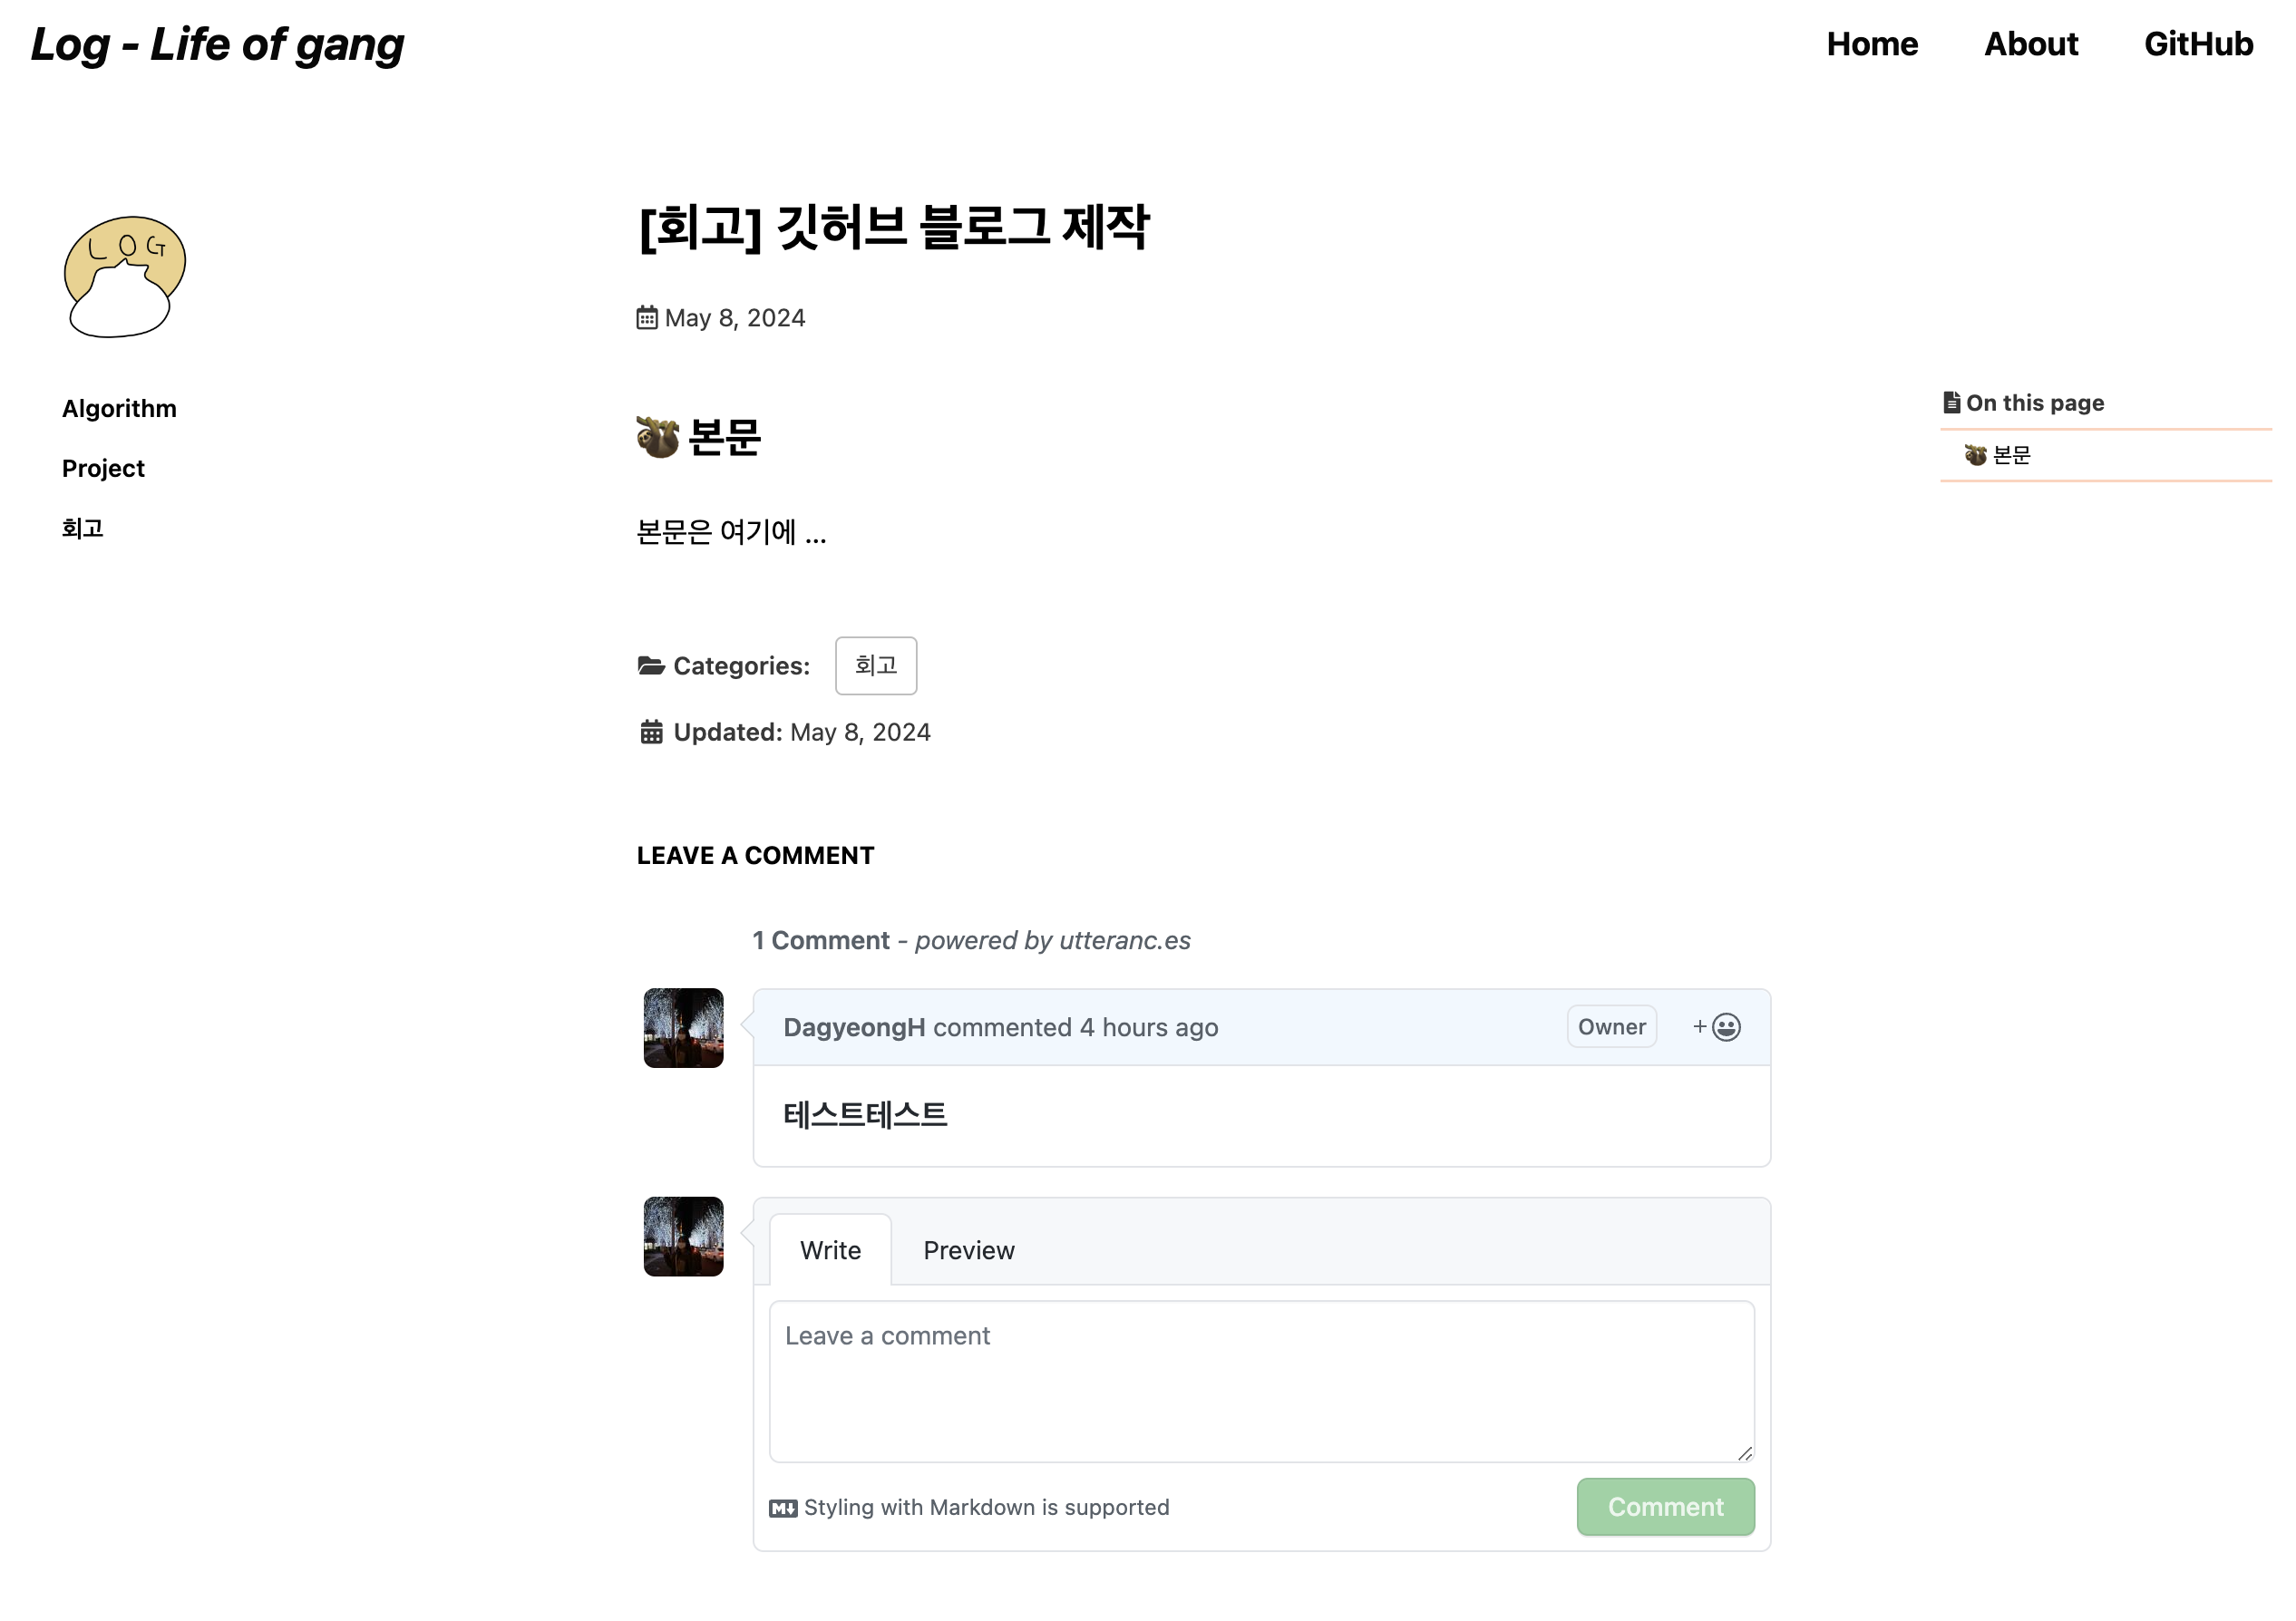 Log - Life of gang
Home About GitHub
LOG
Algorithm
Project
회고
[회고] 깃허브 블로그 제작
May 8, 2024
🦥 본문
본문은 여기에 ...
Categories: 회고
Updated: May 8, 2024
On this page
🦥 본문
LEAVE A COMMENT
1 Comment - powered by utteranc.es
DagyeongH commented 4 hours ago Owner +
테스트테스트
Write Preview
Leave a comment
M↓ Styling with Markdown is supported
Comment